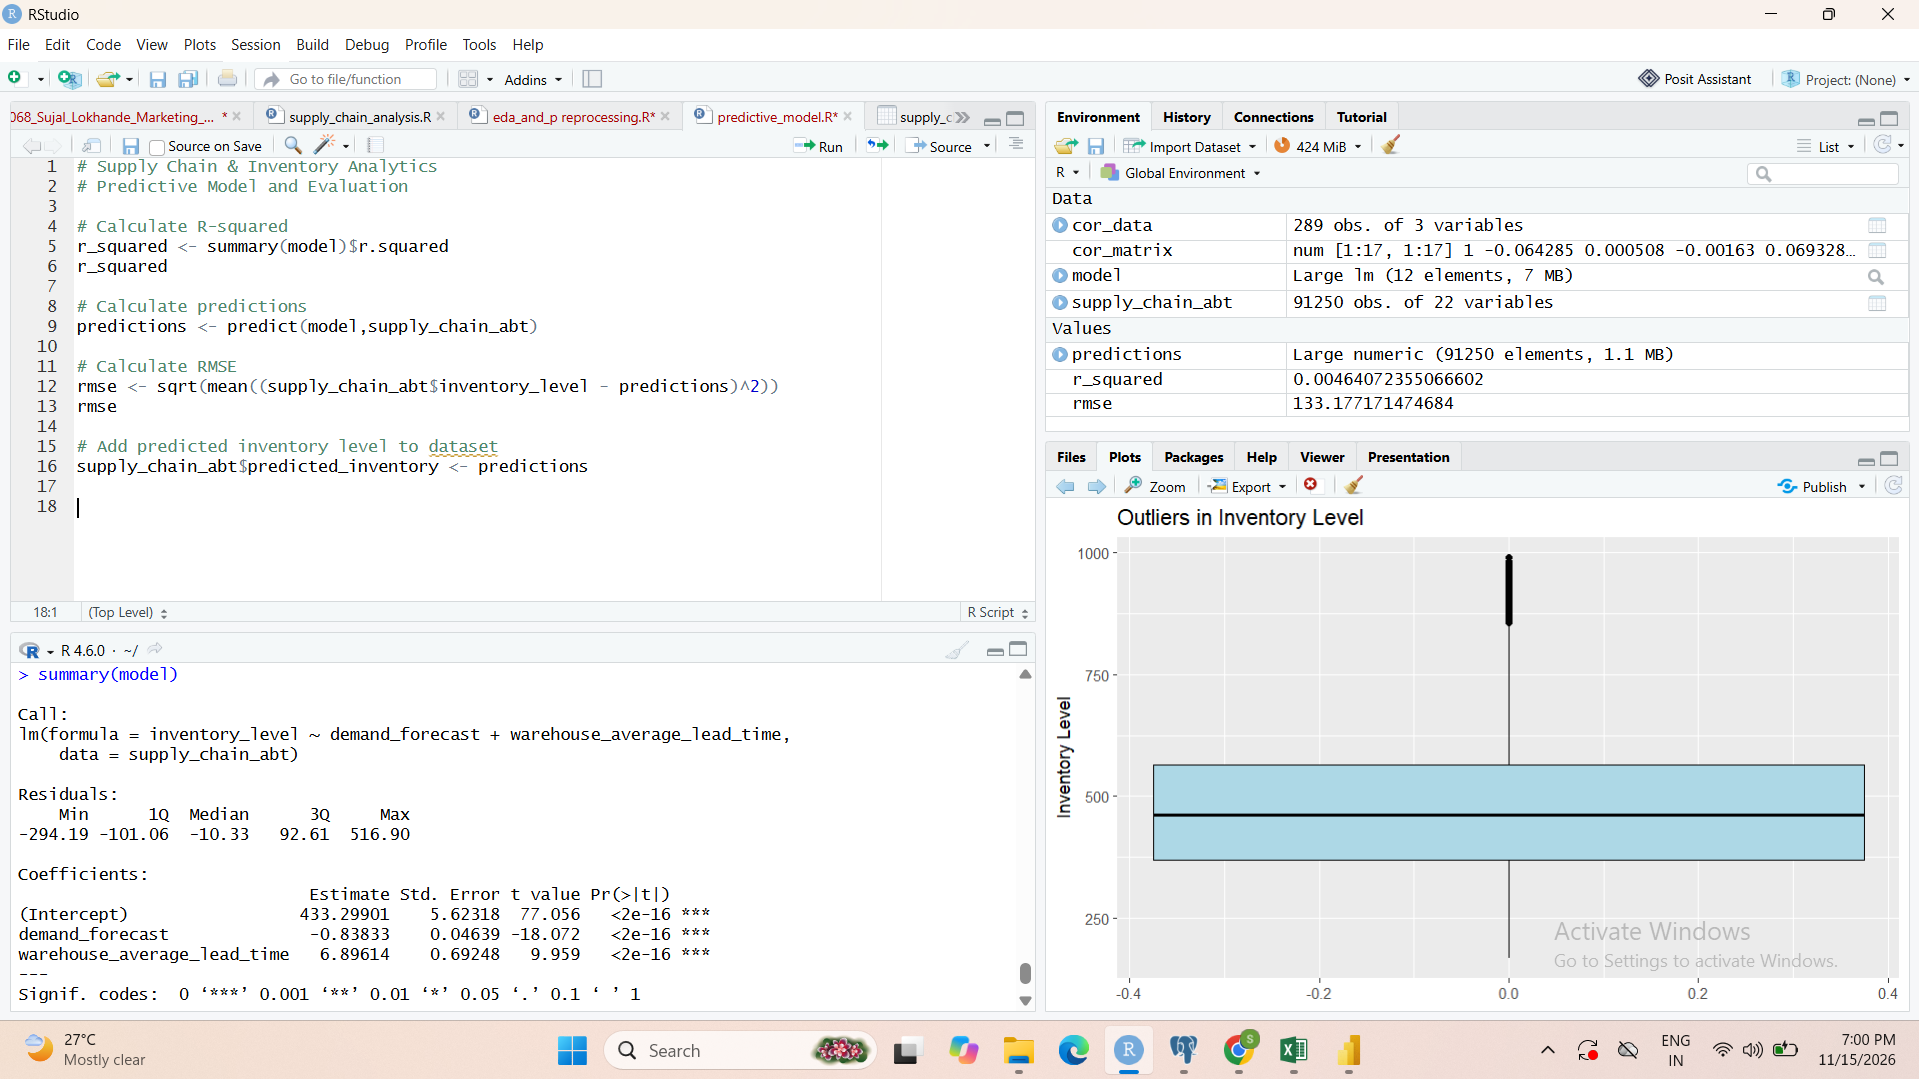 RStudio
File Edit Code View Plots Session Build Debug Profile Tools Help
Go to file/function Addins Posit Assistant Project: (None)
068_Sujal_Lokhande_Marketing_... * supply_chain_analysis.R eda_and_p reprocessing.R* predictive_model.R* supply_c
Source on Save Run Source
1 # Supply Chain & Inventory Analytics
2 # Predictive Model and Evaluation
3
4 # Calculate R-squared
5 r_squared <- summary(model)$r.squared
6 r_squared
7
8 # Calculate predictions
9 predictions <- predict(model,supply_chain_abt)
10
11 # Calculate RMSE
12 rmse <- sqrt(mean((supply_chain_abt$inventory_level - predictions)^2))
13 rmse
14
15 # Add predicted inventory level to dataset
16 supply_chain_abt$predicted_inventory <- predictions
17
18
18:1 (Top Level) R Script
R 4.6.0 · ~/
> summary(model)
Call:
lm(formula = inventory_level ~ demand_forecast + warehouse_average_lead_time,
data = supply_chain_abt)
Residuals:
Min 1Q Median 3Q Max
-294.19 -101.06 -10.33 92.61 516.90
Coefficients:
Estimate Std. Error t value Pr(>|t|)
(Intercept) 433.29901 5.62318 77.056 <2e-16 ***
demand_forecast -0.83833 0.04639 -18.072 <2e-16 ***
warehouse_average_lead_time 6.89614 0.69248 9.959 <2e-16 ***
---
Signif. codes: 0 ‘***’ 0.001 ‘**’ 0.01 ‘*’ 0.05 ‘.’ 0.1 ‘ ’ 1
Environment History Connections Tutorial
Import Dataset 424 MiB List
R Global Environment
Data
cor_data 289 obs. of 3 variables
cor_matrix num [1:17, 1:17] 1 -0.064285 0.000508 -0.00163 0.069328…
model Large lm (12 elements, 7 MB)
supply_chain_abt 91250 obs. of 22 variables
Values
predictions Large numeric (91250 elements, 1.1 MB)
r_squared 0.00464072355066602
rmse 133.177171474684
Files Plots Packages Help Viewer Presentation
Zoom Export Publish
Outliers in Inventory Level
1000
750
500
250
Inventory Level
-0.4 -0.2 0.0 0.2 0.4
Activate Windows
Go to Settings to activate Windows.
27°C
Mostly clear
Search
ENG
IN
7:00 PM
11/15/2026